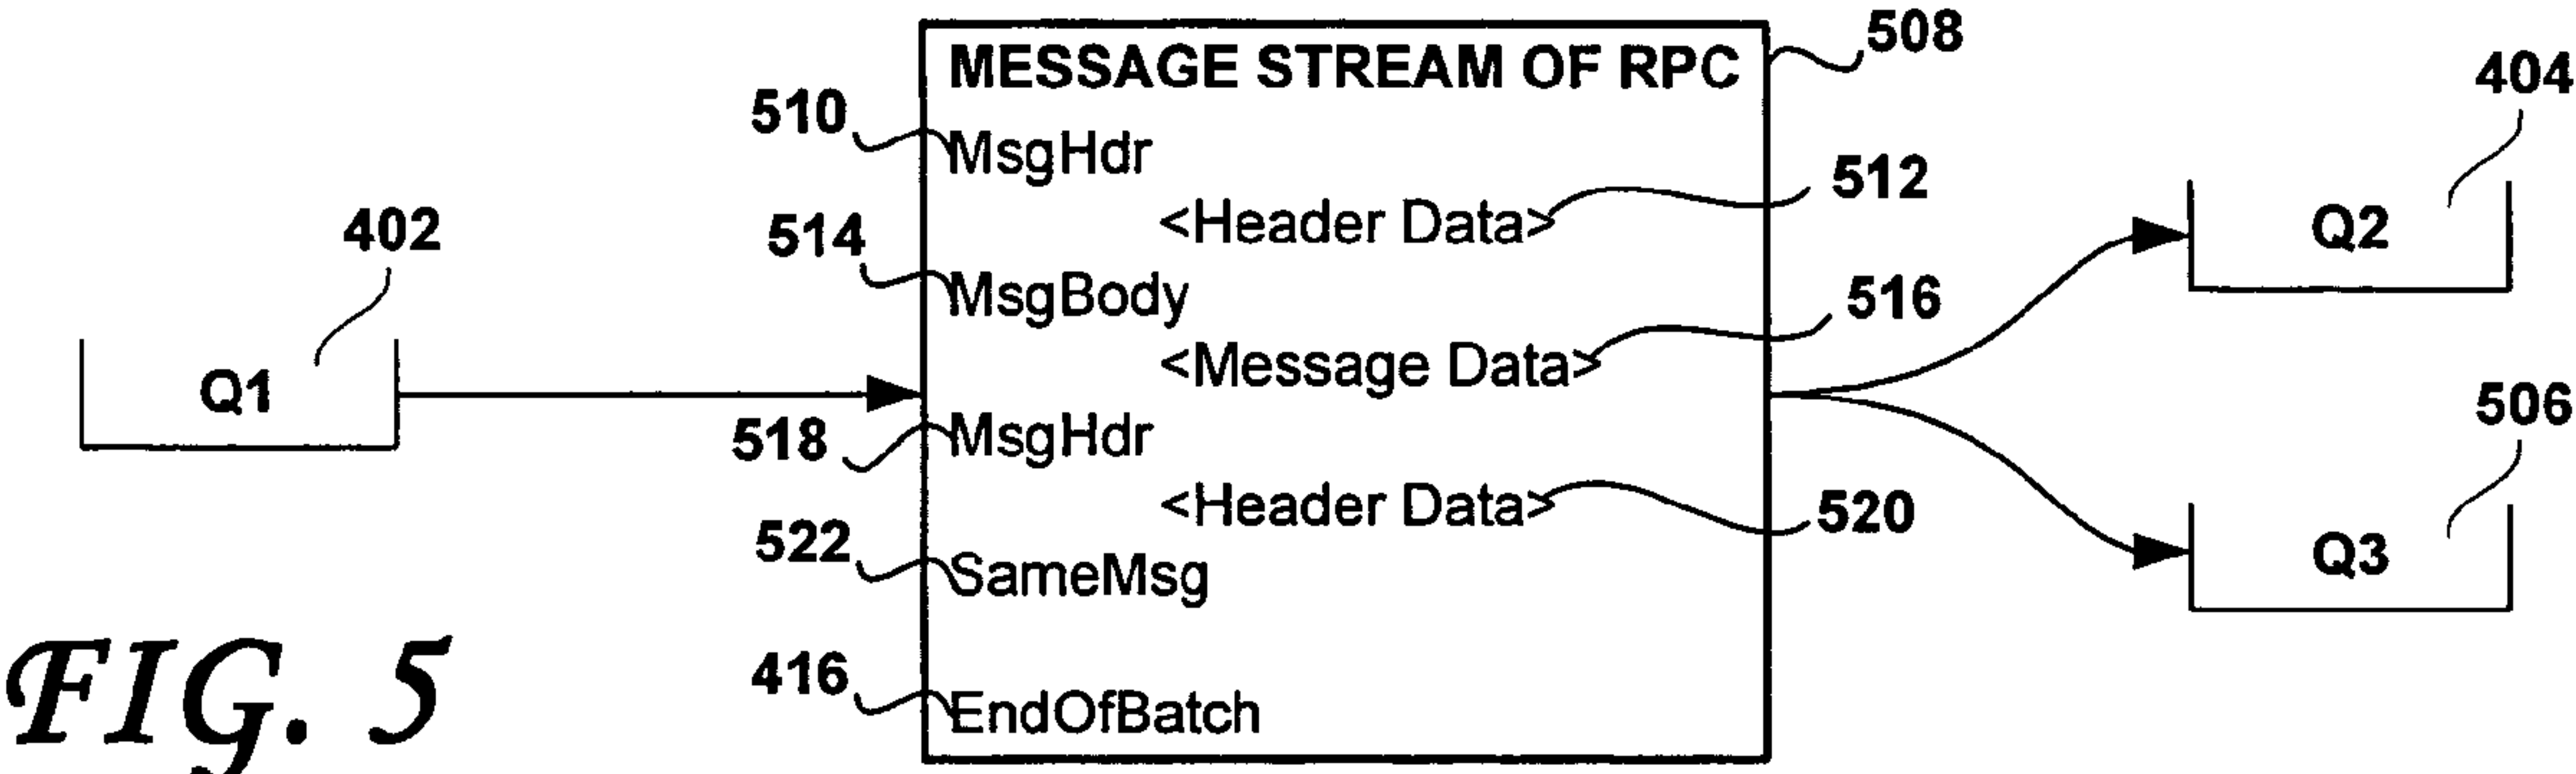 MESSAGE STREAM OF RPC
508
404
510
MsgHdr
512
<Header Data>
402
514
Q2
MsgBody
516
<Message Data>
Q1
518
MsgHdr
506
<Header Data>
520
522
SameMsg
Q3
416
EndOfBatch
FIG. 5